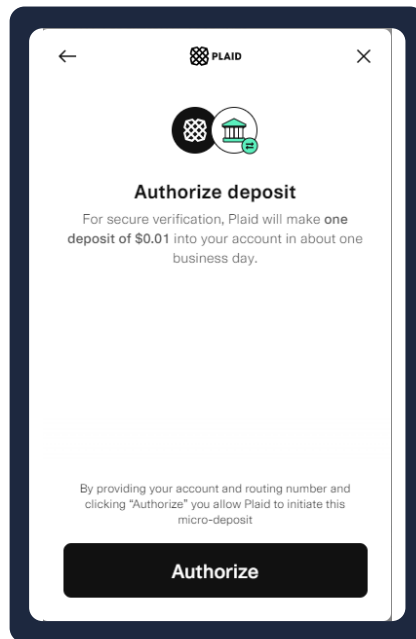 PLAID
Authorize deposit
For secure verification, Plaid will make one
deposit of $0.01 into your account in about one
business day.
By providing your account and routing number and
clicking “Authorize” you allow Plaid to initiate this
micro-deposit
Authorize